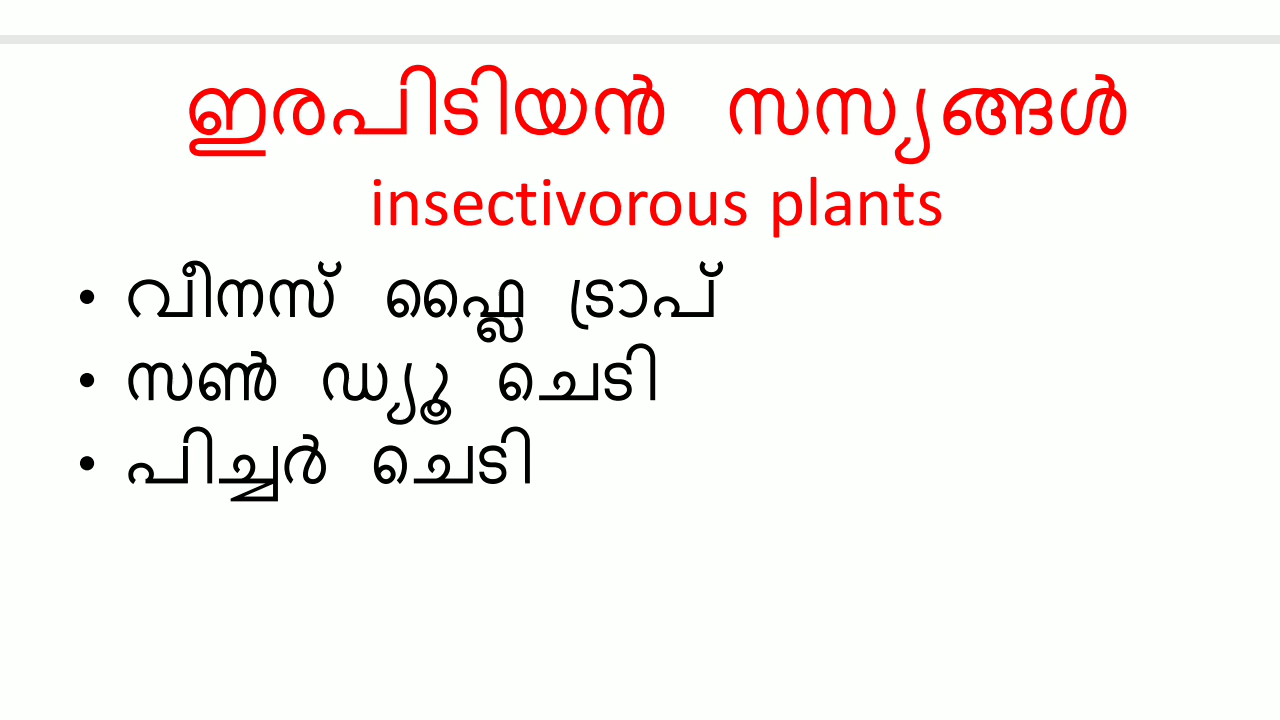 ഇരപിടിയൻ സസ്യങ്ങൾ
insectivorous plants
• വീനസ് ഫ്ലൈ ട്രാപ്
• സൺ ഡ്യൂ ചെടി
• പിച്ചർ ചെടി